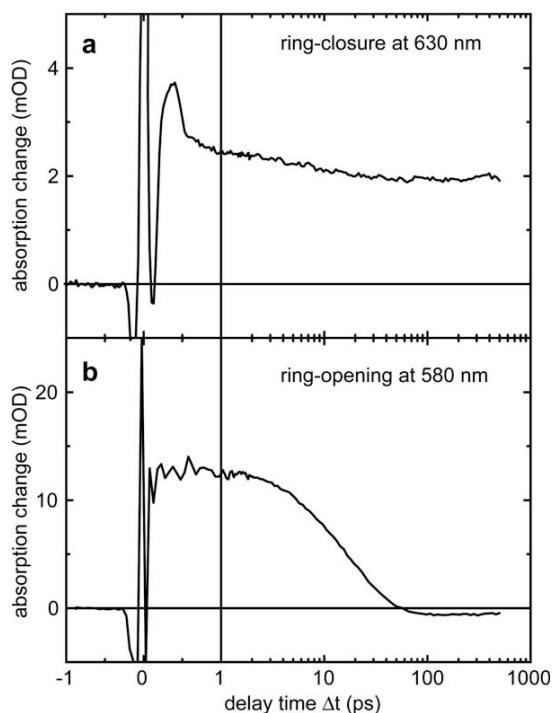 a
ring-closure at 630 nm
absorption change (mOD)
4
2
0
b
ring-opening at 580 nm
absorption change (mOD)
20
10
0
-1 0 1 10 100 1000
delay time Δt (ps)